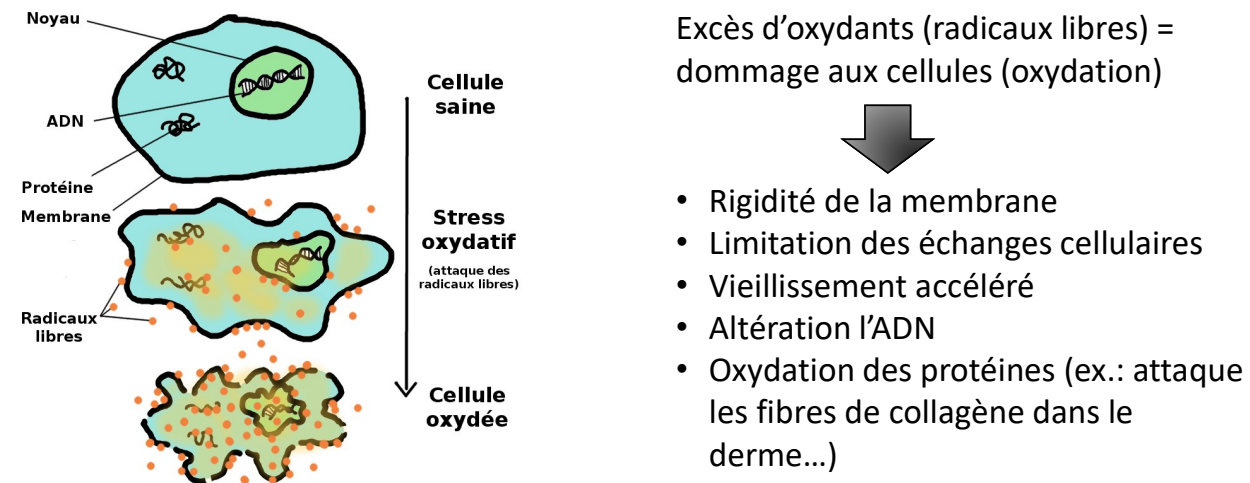 Noyau
ADN
Protéine
Membrane
Radicaux
libres
Cellule
saine
Stress
oxydatif
(attaque des
radicaux libres)
Cellule
oxydée
Excès d’oxydants (radicaux libres) =
dommage aux cellules (oxydation)
• Rigidité de la membrane
• Limitation des échanges cellulaires
• Vieillissement accéléré
• Altération l’ADN
• Oxydation des protéines (ex.: attaque
les fibres de collagène dans le
derme…)